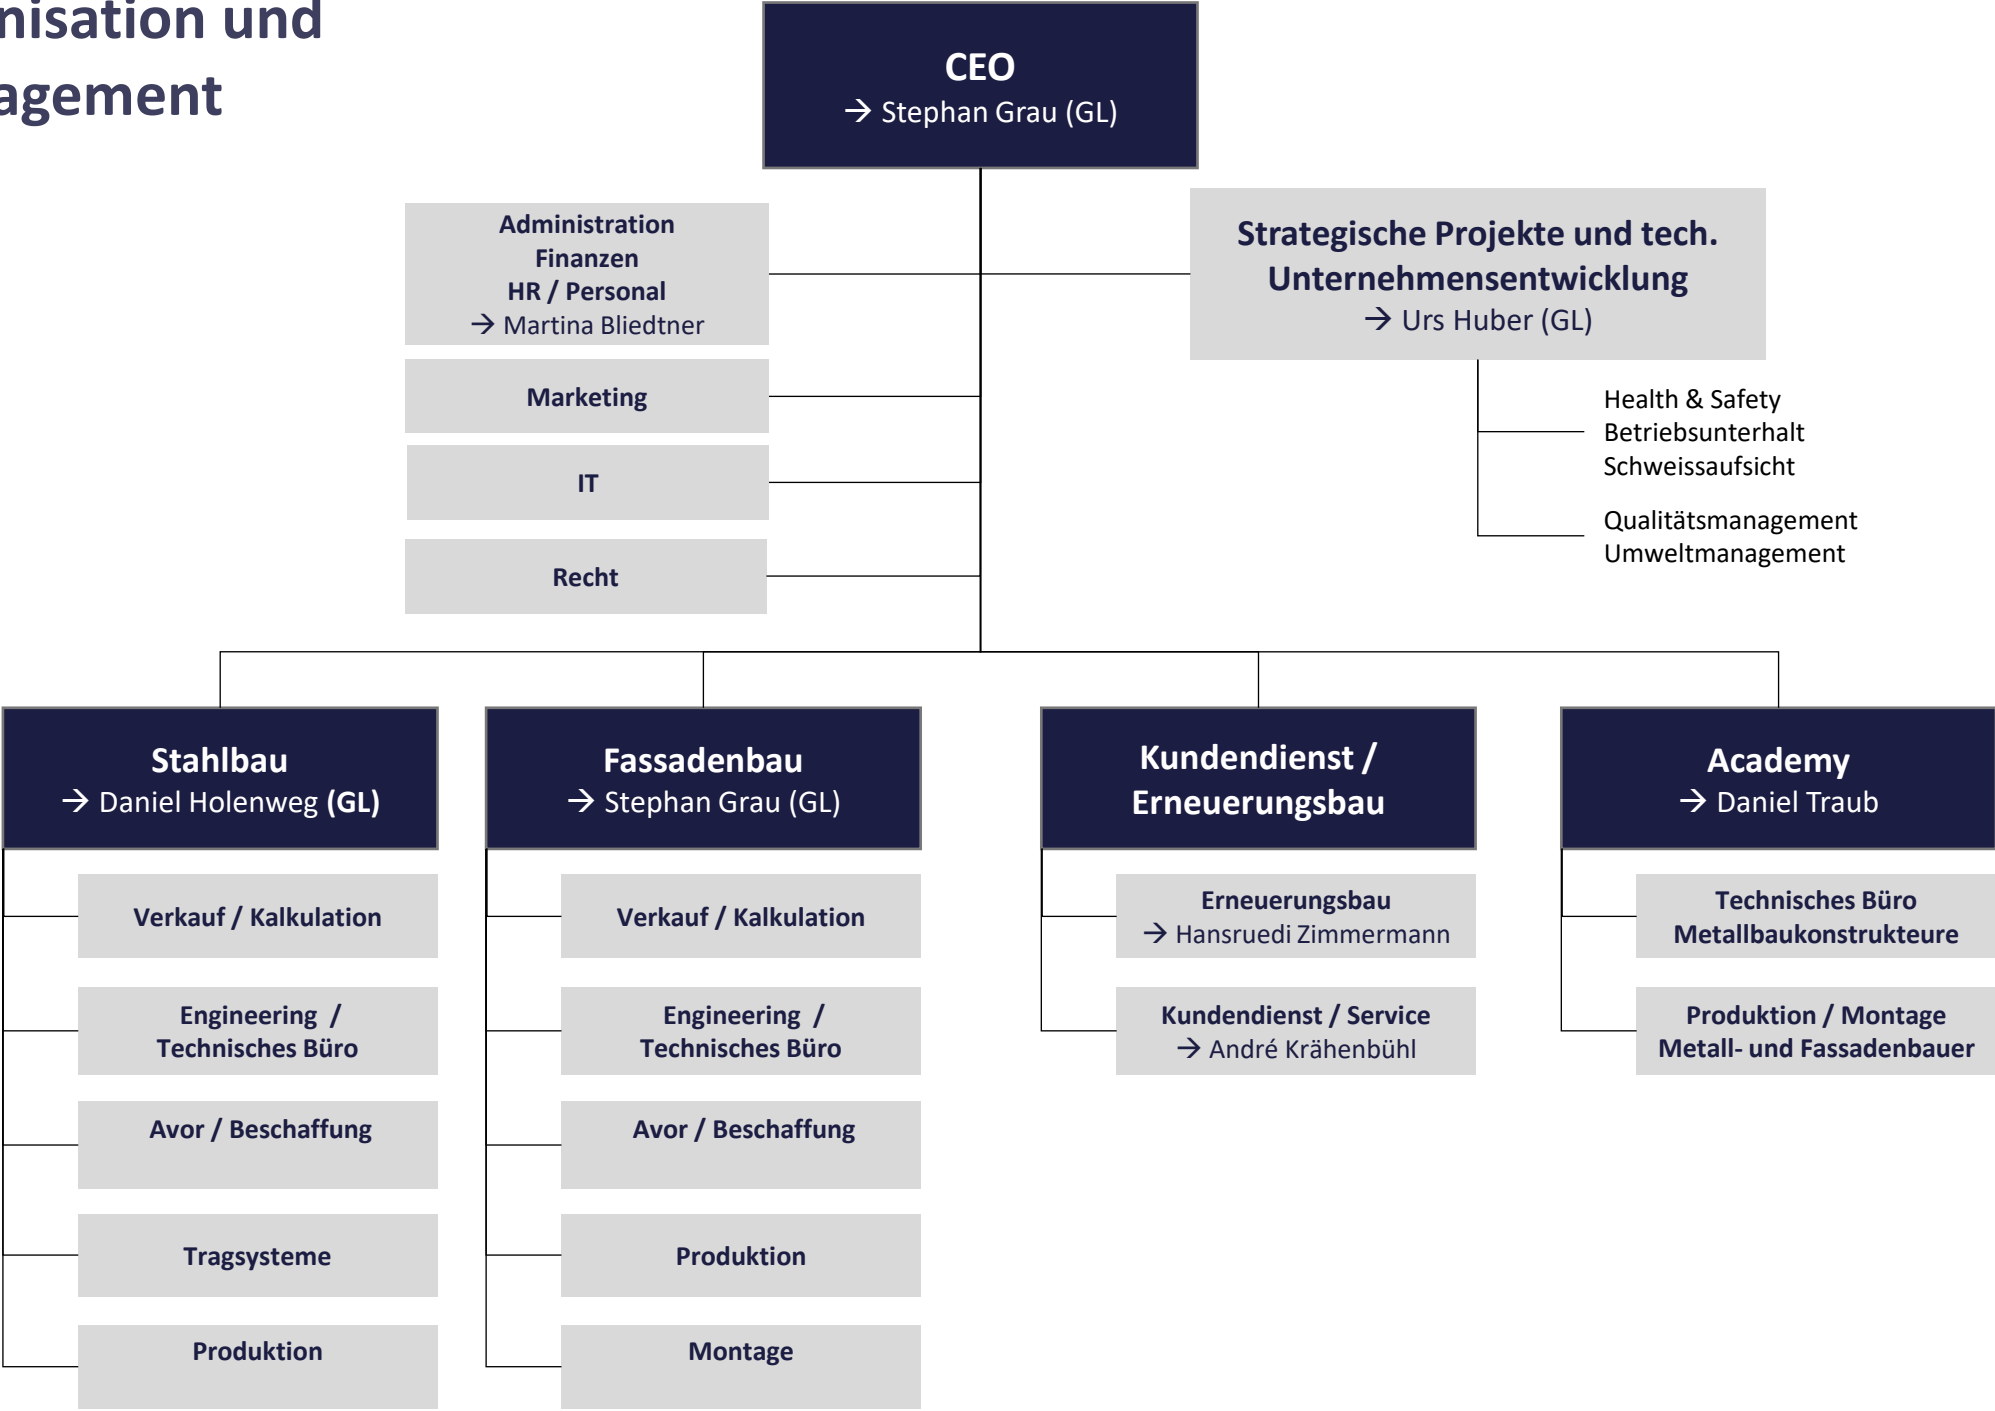 nisation und
agement
CEO
→ Stephan Grau (GL)
Administration
Finanzen
HR / Personal
→ Martina Bliedtner
Strategische Projekte und tech.
Unternehmensentwicklung
→ Urs Huber (GL)
Marketing
Health & Safety
Betriebsunterhalt
Schweissaufsicht
IT
Qualitätsmanagement
Umweltmanagement
Recht
Stahlbau
→ Daniel Holenweg (GL)
Fassadenbau
→ Stephan Grau (GL)
Kundendienst /
Erneuerungsbau
Academy
→ Daniel Traub
Verkauf / Kalkulation
Engineering /
Technisches Büro
Avor / Beschaffung
Tragsysteme
Produktion
Verkauf / Kalkulation
Engineering /
Technisches Büro
Avor / Beschaffung
Produktion
Montage
Erneuerungsbau
→ Hansruedi Zimmermann
Kundendienst / Service
→ André Krähenbühl
Technisches Büro
Metallbaukonstrukteure
Produktion / Montage
Metall- und Fassadenbauer